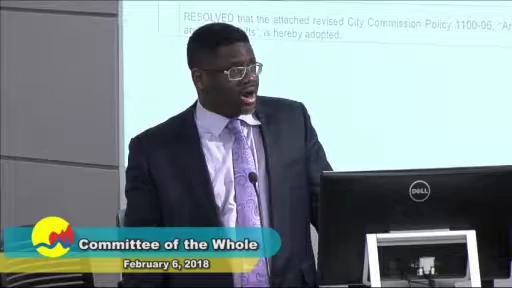 RESOLVED that the attached revised City Commission Policy 1100-06, "Ar
is hereby adopted.
DELL
Committee of the Whole
February 6, 2018